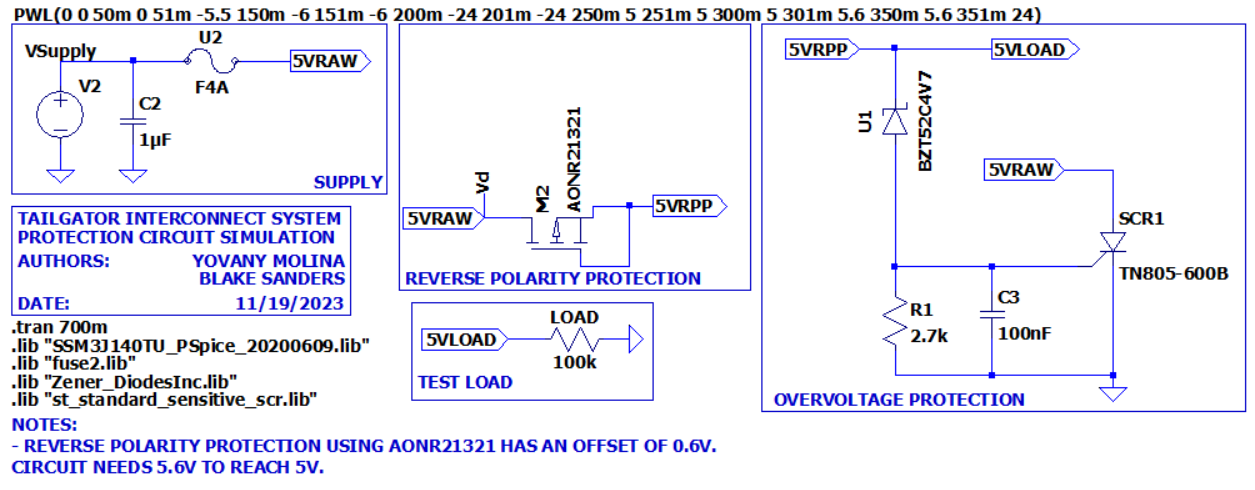 PWL(0 0 50m 0 51m -5.5 150m -6 151m -6 200m -24 201m -24 250m 5 251m 5 300m 5 301m 5.6 350m 5.6 351m 24)
VSupply
U2
5VRAW
V2
F4A
C2
1µF
SUPPLY
TAILGATOR INTERCONNECT SYSTEM
PROTECTION CIRCUIT SIMULATION
AUTHORS: YOVANY MOLINA
BLAKE SANDERS
DATE: 11/19/2023
.tran 700m
.lib "SSM3J140TU_PSpice_20200609.lib"
.lib "fuse2.lib"
.lib "Zener_DiodesInc.lib"
.lib "st_standard_sensitive_scr.lib"
NOTES:
- REVERSE POLARITY PROTECTION USING AONR21321 HAS AN OFFSET OF 0.6V.
CIRCUIT NEEDS 5.6V TO REACH 5V.
Vd
M2
AONR21321
5VRAW
5VRPP
REVERSE POLARITY PROTECTION
LOAD
5VLOAD
100k
TEST LOAD
5VRPP
5VLOAD
U1
BZT52C4V7
5VRAW
SCR1
TN805-600B
R1
2.7k
C3
100nF
OVERVOLTAGE PROTECTION